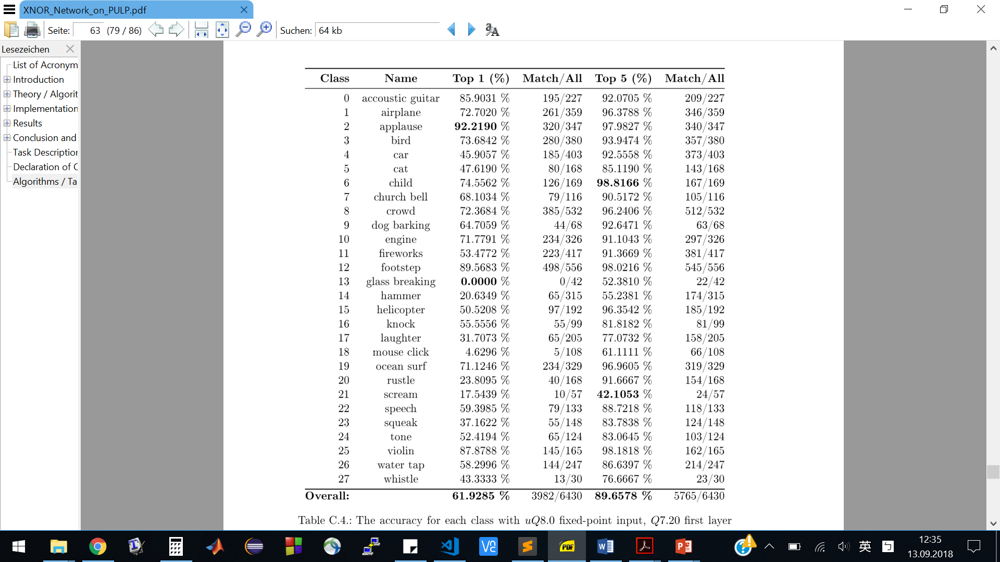 XNOR_Network_on_PULP.pdf
Seite: 63 (79 / 86) Suchen: 64 kb
Lesezeichen
List of Acronym
Introduction
Theory / Algorit
Implementation
Results
Conclusion and
Task Description
Declaration of C
Algorithms / Ta
Class Name Top 1 (%) Match/All Top 5 (%) Match/All
0 accoustic guitar 85.9031 % 195/227 92.0705 % 209/227
1 airplane 72.7020 % 261/359 96.3788 % 346/359
2 applause 92.2190 % 320/347 97.9827 % 340/347
3 bird 73.6842 % 280/380 93.9474 % 357/380
4 car 45.9057 % 185/403 92.5558 % 373/403
5 cat 47.6190 % 80/168 85.1190 % 143/168
6 child 74.5562 % 126/169 98.8166 % 167/169
7 church bell 68.1034 % 79/116 90.5172 % 105/116
8 crowd 72.3684 % 385/532 96.2406 % 512/532
9 dog barking 64.7059 % 44/68 92.6471 % 63/68
10 engine 71.7791 % 234/326 91.1043 % 297/326
11 fireworks 53.4772 % 223/417 91.3669 % 381/417
12 footstep 89.5683 % 498/556 98.0216 % 545/556
13 glass breaking 0.0000 % 0/42 52.3810 % 22/42
14 hammer 20.6349 % 65/315 55.2381 % 174/315
15 helicopter 50.5208 % 97/192 96.3542 % 185/192
16 knock 55.5556 % 55/99 81.8182 % 81/99
17 laughter 31.7073 % 65/205 77.0732 % 158/205
18 mouse click 4.6296 % 5/108 61.1111 % 66/108
19 ocean surf 71.1246 % 234/329 96.9605 % 319/329
20 rustle 23.8095 % 40/168 91.6667 % 154/168
21 scream 17.5439 % 10/57 42.1053 % 24/57
22 speech 59.3985 % 79/133 88.7218 % 118/133
23 squeak 37.1622 % 55/148 83.7838 % 124/148
24 tone 52.4194 % 65/124 83.0645 % 103/124
25 violin 87.8788 % 145/165 98.1818 % 162/165
26 water tap 58.2996 % 144/247 86.6397 % 214/247
27 whistle 43.3333 % 13/30 76.6667 % 23/30
Overall: 61.9285 % 3982/6430 89.6578 % 5765/6430
Table C.4.: The accuracy for each class with uQ8.0 fixed-point input, Q7.20 first layer
PDF
英
ㄅ
12:35
13.09.2018